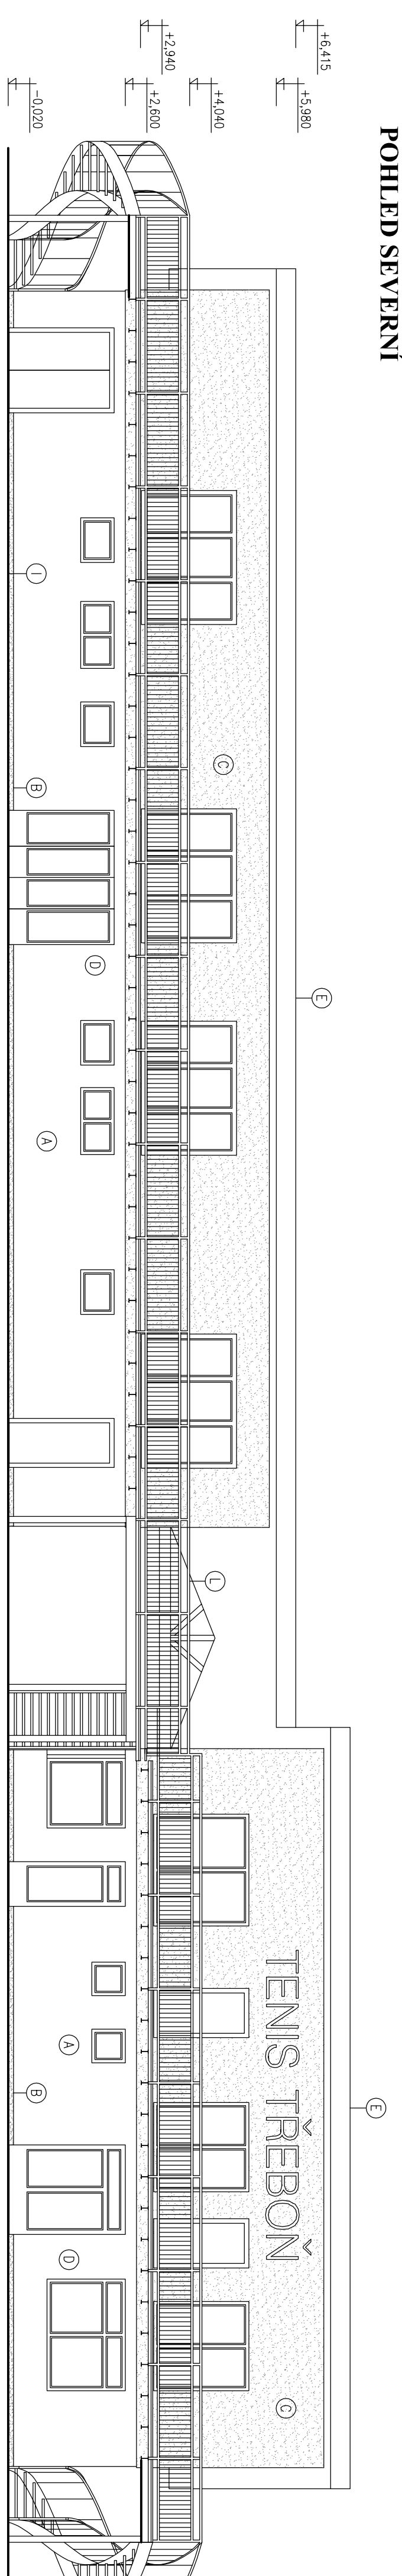 POHLED SEVERNÍ
+6,415
+5,980
+4,040
+2,940
+2,600
-0,020
I
B
C
D
E
A
L
A
B
TENIS TŘEBOŇ
E
D
C